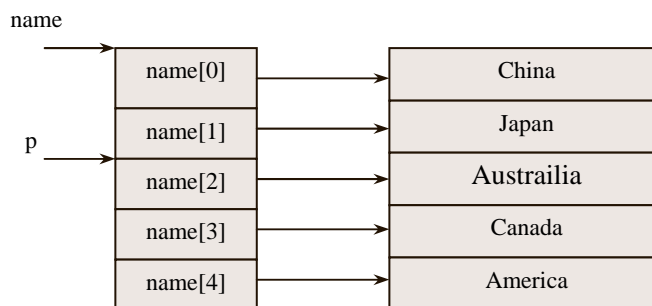 name
name[0] China
name[1] Japan
p
name[2] Austrailia
name[3] Canada
name[4] America